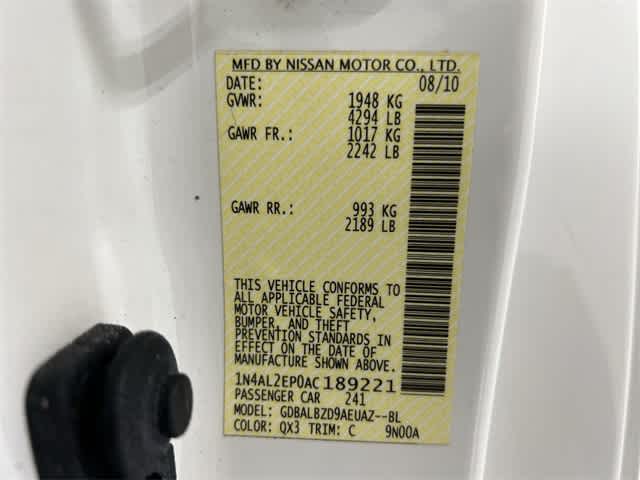 MFD BY NISSAN MOTOR CO., LTD.
DATE: 08/10
GVWR: 1948 KG
4294 LB
GAWR FR.: 1017 KG
2242 LB
GAWR RR.: 993 KG
2189 LB
THIS VEHICLE CONFORMS TO
ALL APPLICABLE FEDERAL
MOTOR VEHICLE SAFETY,
BUMPER, AND THEFT
PREVENTION STANDARDS IN
EFFECT ON THE DATE OF
MANUFACTURE SHOWN ABOVE.
1N4AL2EP0AC189221
PASSENGER CAR 241
MODEL: GDBALBZD9AEUAZ--BL
COLOR: QX3 TRIM: C 9N00A